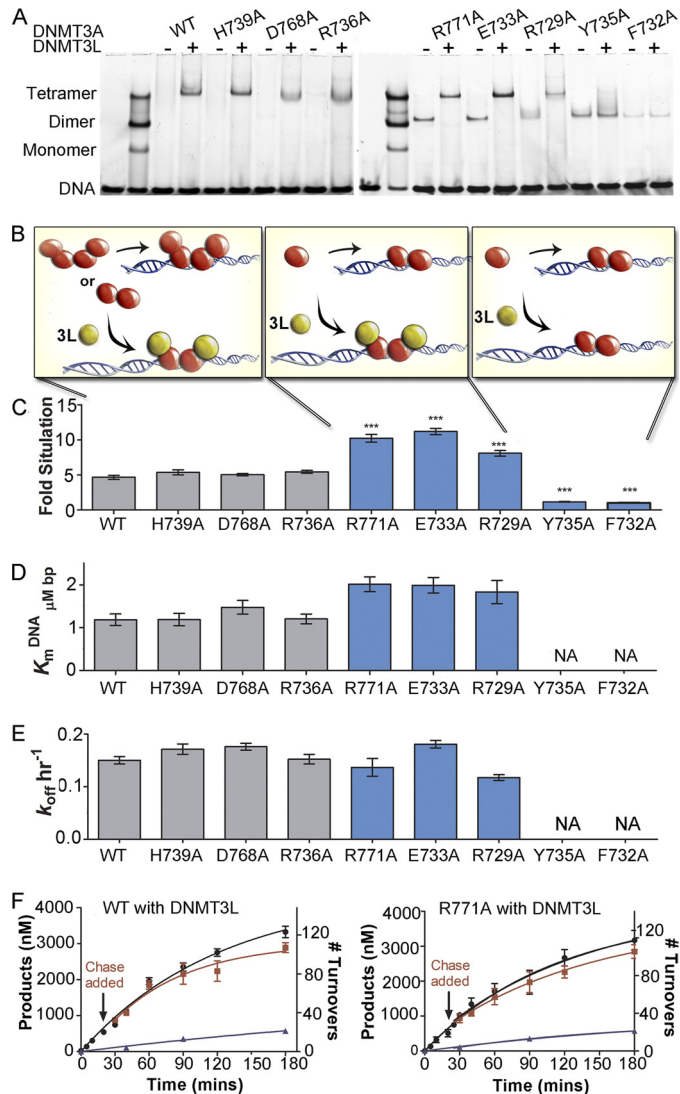 A
DNMT3A WT H739A D768A R736A R771A E733A R729A Y735A F732A
DNMT3L - + - + - + - + - + - + - + - + - +
Tetramer
Dimer
Monomer
DNA
B
or
3L
3L
3L
C
Fold Situlation
15
10
5
0
*** *** *** *** ***
WT H739A D768A R736A R771A E733A R729A Y735A F732A
D
Km DNA μM bp
2
1
0
NA NA
WT H739A D768A R736A R771A E733A R729A Y735A F732A
E
koff hr-1
0.2
0.1
0.0
NA NA
WT H739A D768A R736A R771A E733A R729A Y735A F732A
F
WT with DNMT3L
Products (nM)
4000
3000
2000
1000
0
Chase
added
120
80
40
0
# Turnovers
0 30 60 90 120 150 180
Time (mins)
R771A with DNMT3L
Products (nM)
4000
3000
2000
1000
0
Chase
added
120
80
40
0
# Turnovers
0 30 60 90 120 150 180
Time (mins)